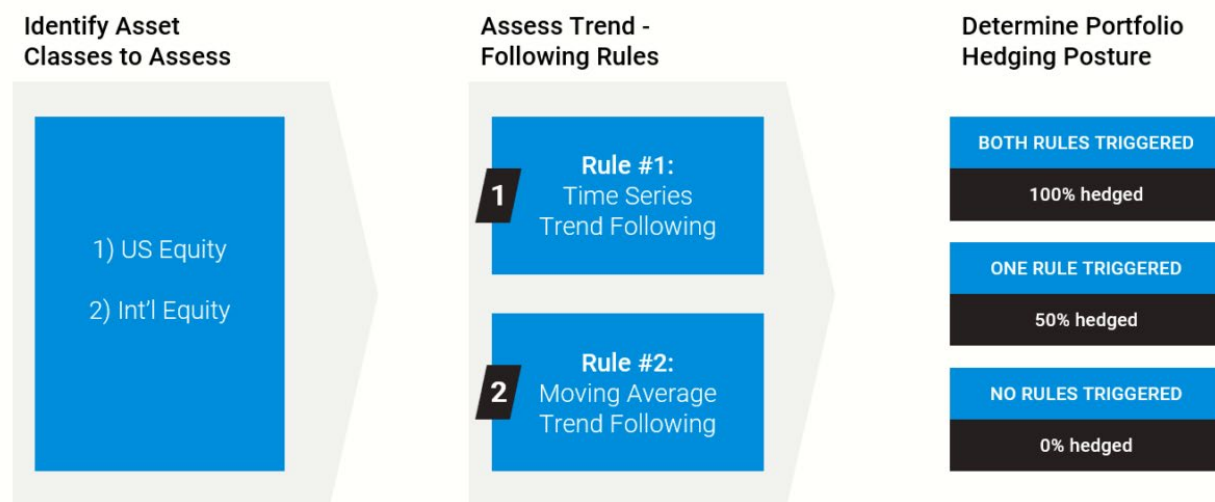 Identify Asset
Classes to Assess
1) US Equity
2) Int'l Equity
Assess Trend -
Following Rules
1
Rule #1:
Time Series
Trend Following
2
Rule #2:
Moving Average
Trend Following
Determine Portfolio
Hedging Posture
BOTH RULES TRIGGERED
100% hedged
ONE RULE TRIGGERED
50% hedged
NO RULES TRIGGERED
0% hedged